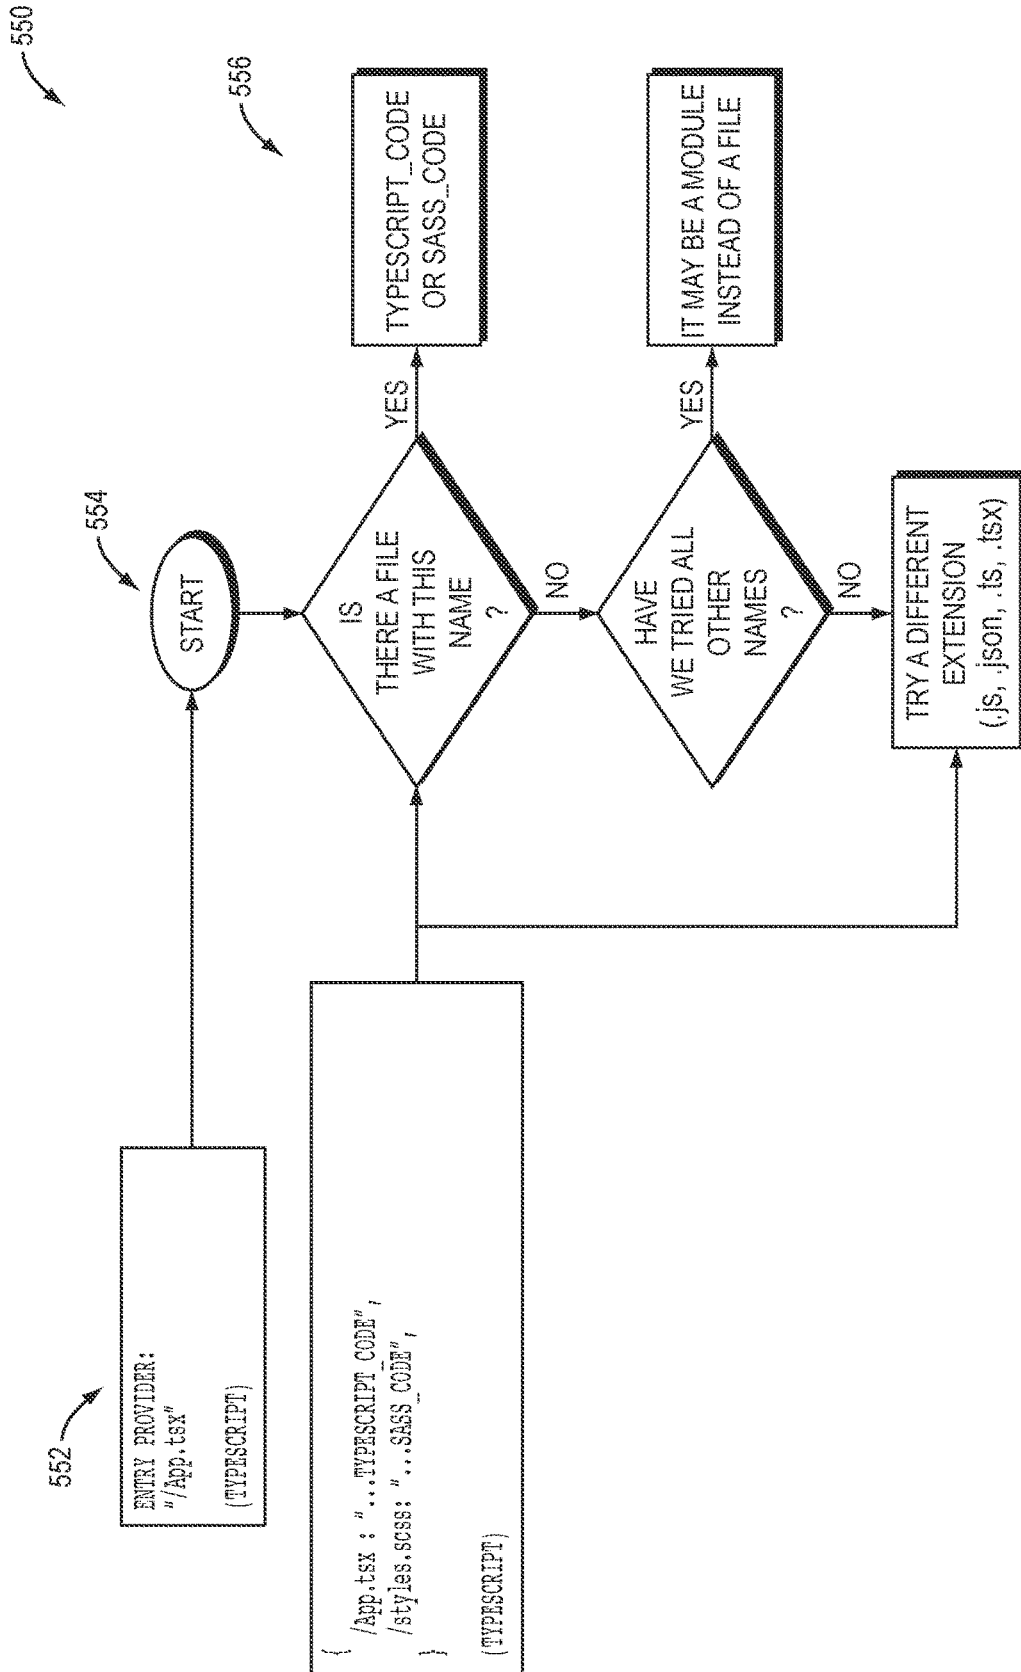 550
552
ENTRY PROVIDER:
"/App.tsx"
(TYPESCRIPT)
554
START
556
{
/App.tsx : "...TYPESCRIPT_CODE",
/styles.scss: "...SASS_CODE",
}
(TYPESCRIPT)
IS
THERE A FILE
WITH THIS
NAME
?
YES
TYPESCRIPT_CODE
OR SASS_CODE
NO
HAVE
WE TRIED ALL
OTHER
NAMES
?
YES
IT MAY BE A MODULE
INSTEAD OF A FILE
NO
TRY A DIFFERENT
EXTENSION
(.js, .json, .ts, .tsx)